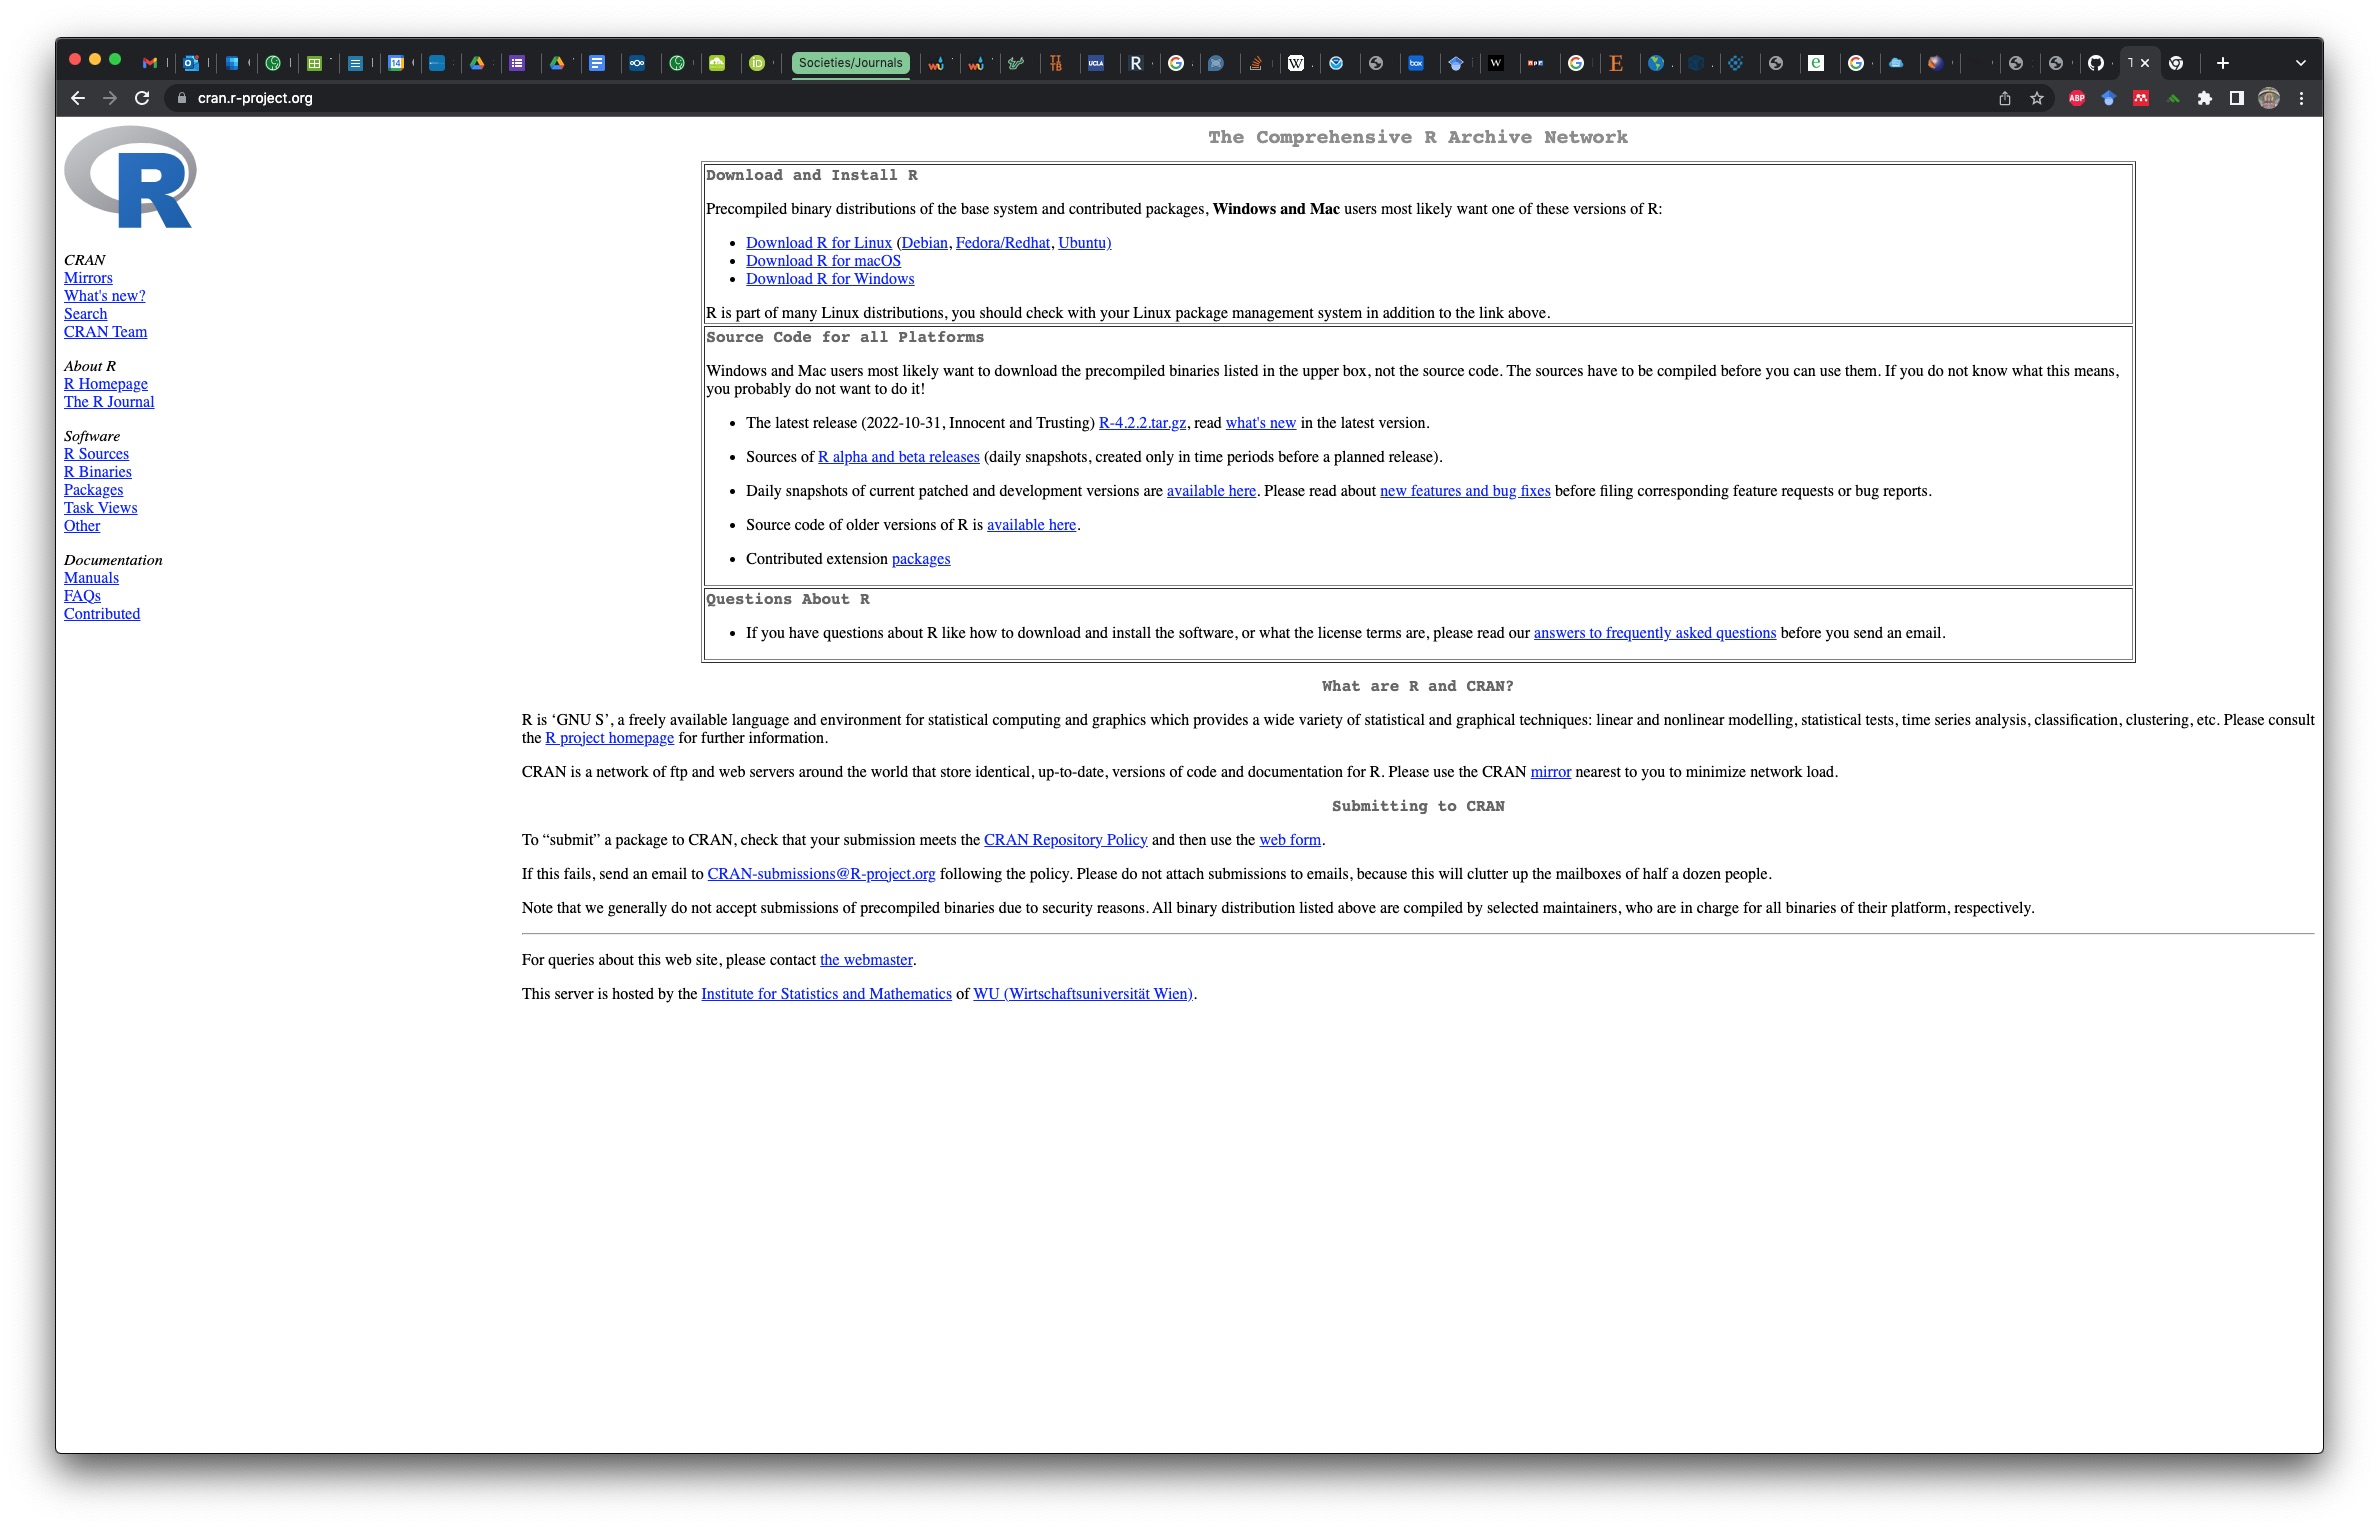 Societies/Journals
cran.r-project.org
ABP
R
CRAN
Mirrors
What's new?
Search
CRAN Team
About R
R Homepage
The R Journal
Software
R Sources
R Binaries
Packages
Task Views
Other
Documentation
Manuals
FAQs
Contributed
The Comprehensive R Archive Network
Download and Install R
Precompiled binary distributions of the base system and contributed packages, Windows and Mac users most likely want one of these versions of R:
• Download R for Linux (Debian, Fedora/Redhat, Ubuntu)
• Download R for macOS
• Download R for Windows
R is part of many Linux distributions, you should check with your Linux package management system in addition to the link above.
Source Code for all Platforms
Windows and Mac users most likely want to download the precompiled binaries listed in the upper box, not the source code. The sources have to be compiled before you can use them. If you do not know what this means,
you probably do not want to do it!
• The latest release (2022-10-31, Innocent and Trusting) R-4.2.2.tar.gz, read what's new in the latest version.
• Sources of R alpha and beta releases (daily snapshots, created only in time periods before a planned release).
• Daily snapshots of current patched and development versions are available here. Please read about new features and bug fixes before filing corresponding feature requests or bug reports.
• Source code of older versions of R is available here.
• Contributed extension packages
Questions About R
• If you have questions about R like how to download and install the software, or what the license terms are, please read our answers to frequently asked questions before you send an email.
What are R and CRAN?
R is ‘GNU S’, a freely available language and environment for statistical computing and graphics which provides a wide variety of statistical and graphical techniques: linear and nonlinear modelling, statistical tests, time series analysis, classification, clustering, etc. Please consult
the R project homepage for further information.
CRAN is a network of ftp and web servers around the world that store identical, up-to-date, versions of code and documentation for R. Please use the CRAN mirror nearest to you to minimize network load.
Submitting to CRAN
To “submit” a package to CRAN, check that your submission meets the CRAN Repository Policy and then use the web form.
If this fails, send an email to CRAN-submissions@R-project.org following the policy. Please do not attach submissions to emails, because this will clutter up the mailboxes of half a dozen people.
Note that we generally do not accept submissions of precompiled binaries due to security reasons. All binary distribution listed above are compiled by selected maintainers, who are in charge for all binaries of their platform, respectively.
For queries about this web site, please contact the webmaster.
This server is hosted by the Institute for Statistics and Mathematics of WU (Wirtschaftsuniversität Wien).